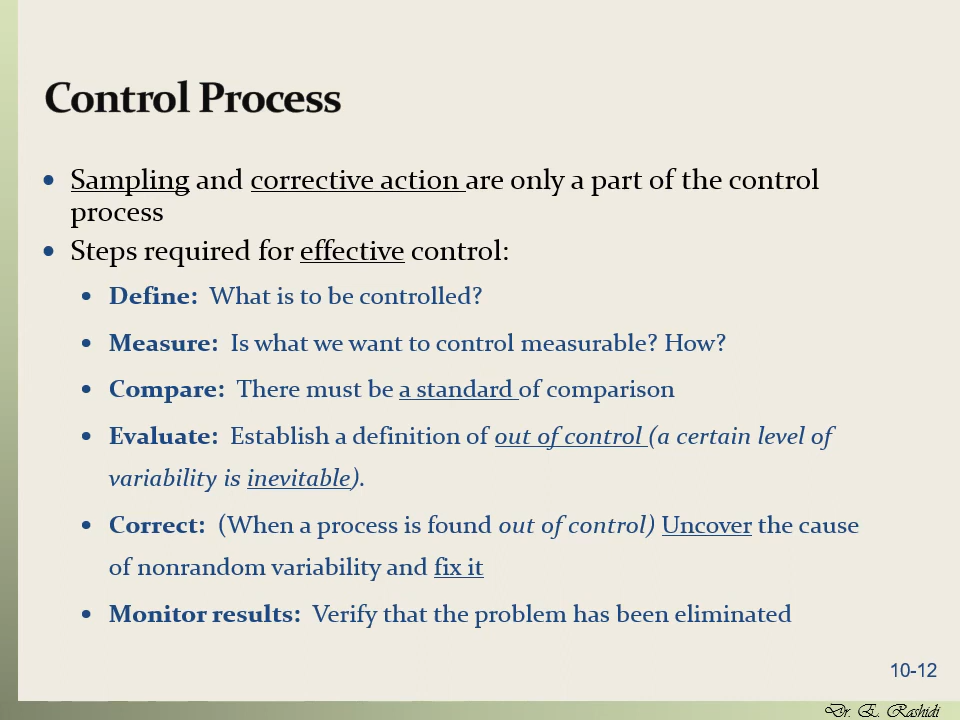 Control Process
• Sampling and corrective action are only a part of the control
process
• Steps required for effective control:
• Define: What is to be controlled?
• Measure: Is what we want to control measurable? How?
• Compare: There must be a standard of comparison
• Evaluate: Establish a definition of out of control (a certain level of
variability is inevitable).
• Correct: (When a process is found out of control) Uncover the cause
of nonrandom variability and fix it
• Monitor results: Verify that the problem has been eliminated
10-12
Dr. E. Rashidi